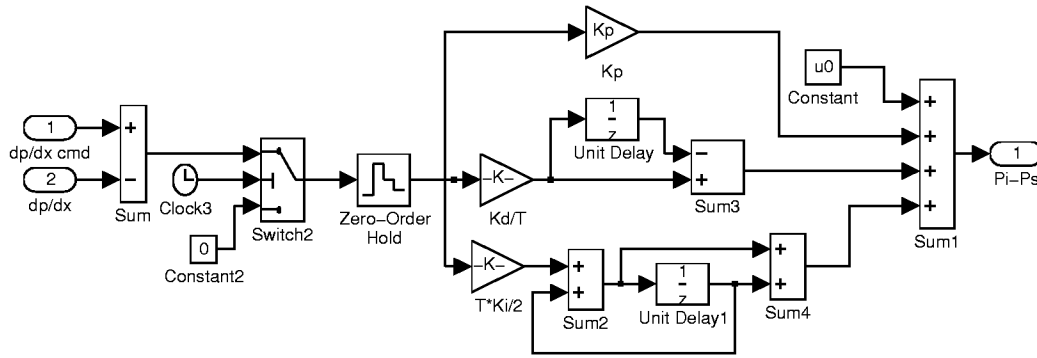 Kp
Kp
u0
Constant
1
dp/dx cmd
2
dp/dx
+
−
Sum
Clock3
0
Constant2
Switch2
Zero−Order
Hold
−K−
Kd/T
1
z
Unit Delay
−
+
Sum3
−K−
T*Ki/2
+
+
Sum2
1
z
Unit Delay1
+
+
Sum4
+
+
+
+
Sum1
1
Pi−Ps